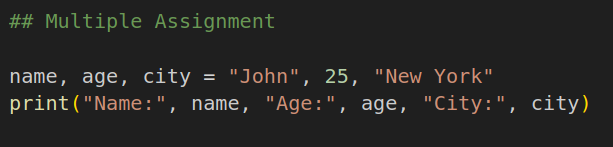 ## Multiple Assignment
name, age, city = "John", 25, "New York"
print("Name:", name, "Age:", age, "City:", city)